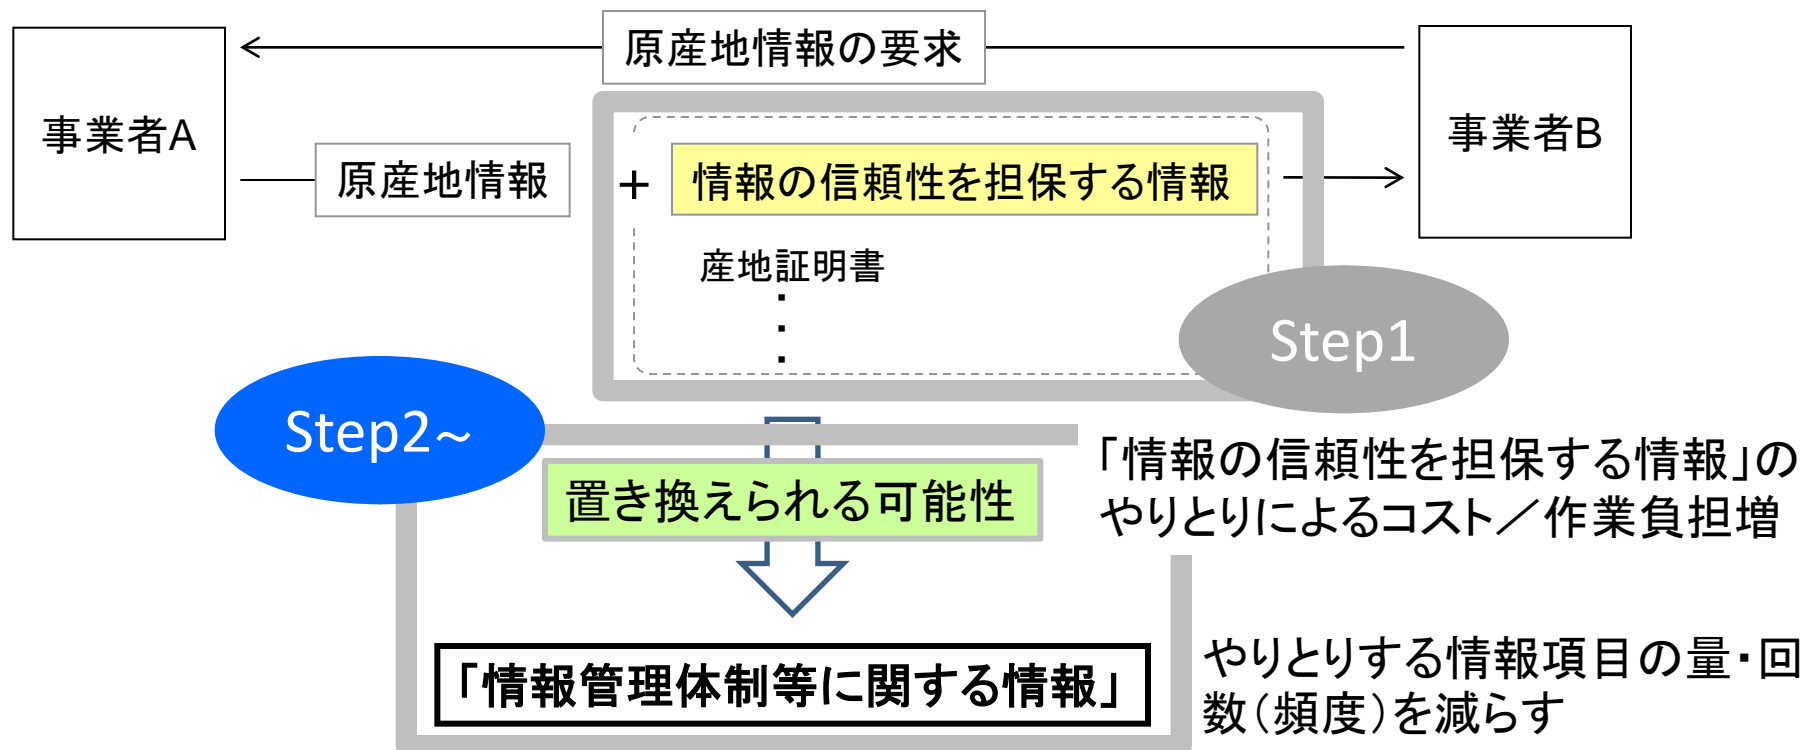 原産地情報の要求
事業者A
事業者B
原産地情報
+
情報の信頼性を担保する情報
産地証明書
・
・
・
Step1
Step2~
置き換えられる可能性
「情報の信頼性を担保する情報」の
やりとりによるコスト／作業負担増
「情報管理体制等に関する情報」
やりとりする情報項目の量・回
数（頻度）を減らす